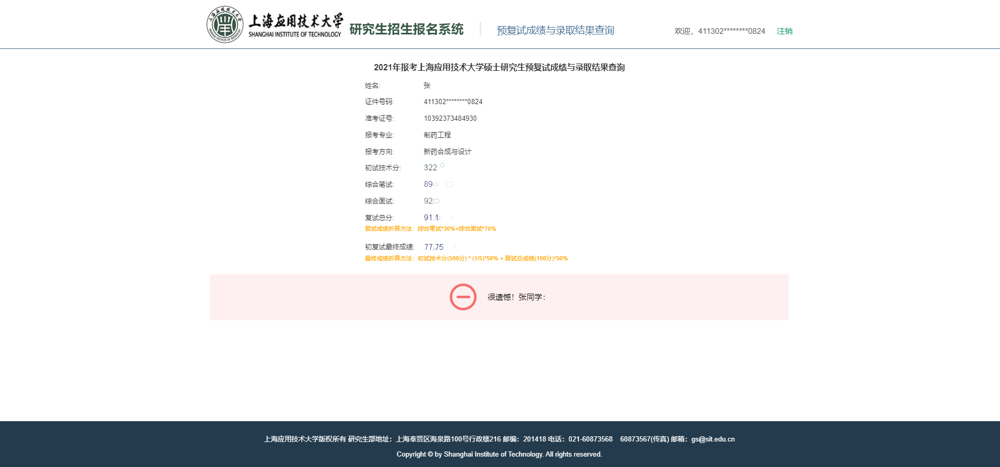 上海应用技术大学
SHANGHAI INSTITUTE OF TECHNOLOGY
研究生招生报名系统
预复试成绩与录取结果查询
欢迎，411302********0824 注销
2021年报考上海应用技术大学硕士研究生预复试成绩与录取结果查询
姓名: 张
证件号码: 411302********0824
准考证号: 10392373484930
报考专业: 制药工程
报考方向: 新药合成与设计
初试技术分: 322
综合笔试: 89
综合面试: 92
复试总分: 91.1
复试成绩折算方法：综合笔试*30%+综合面试*70%
初复试最终成绩: 77.75
最终成绩折算方法：初试技术分(500分) * (1/5)*50% + 复试总成绩(100分)*50%
很遗憾！张同学：
上海应用技术大学版权所有 研究生部地址：上海奉贤区海泉路100号行政楼216 邮编：201418 电话：021-60873568 60873567(传真) 邮箱：gs@sit.edu.cn
Copyright © by Shanghai Institute of Technology. All rights reserved.